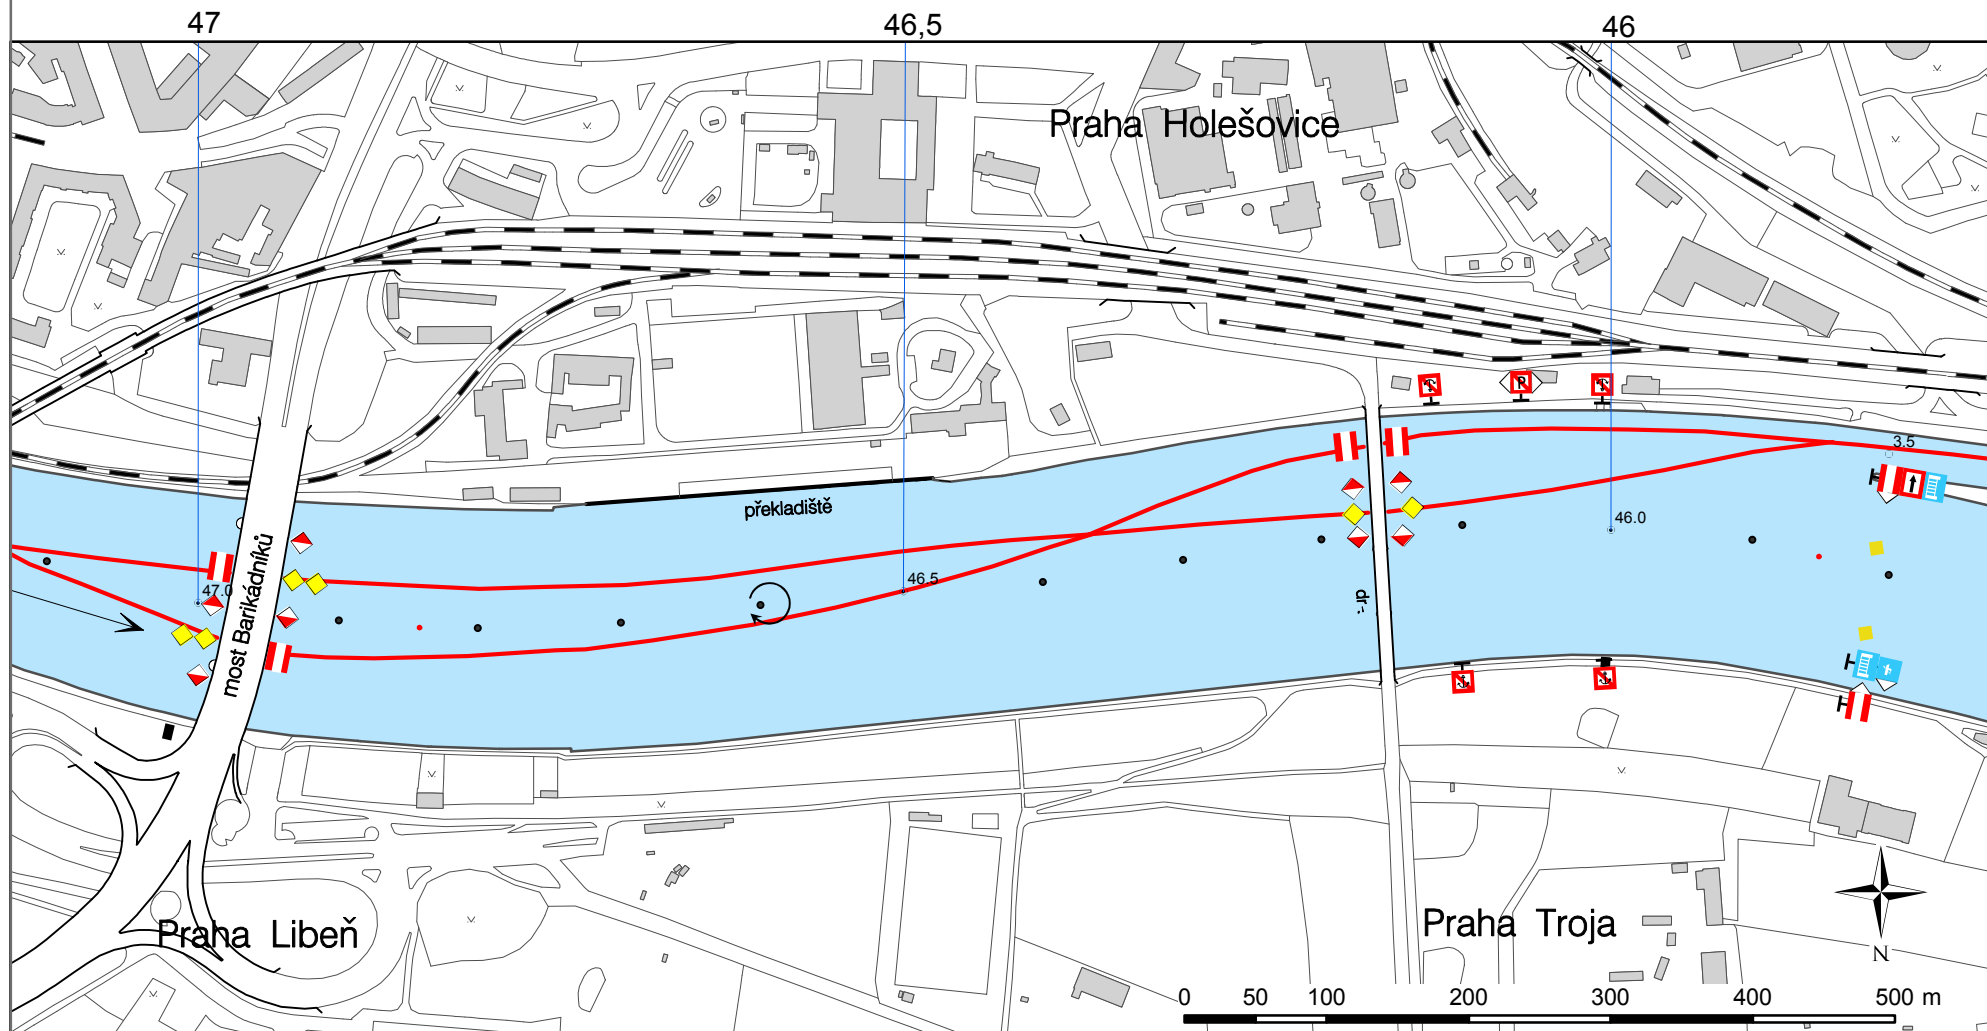 47
46,5
46
Praha Holešovice
3.5
překladiště
46.0
46.5
47.0
most Barikádníků
P
Praha Libeň
Praha Troja
N
0 50 100 200 300 400 500 m